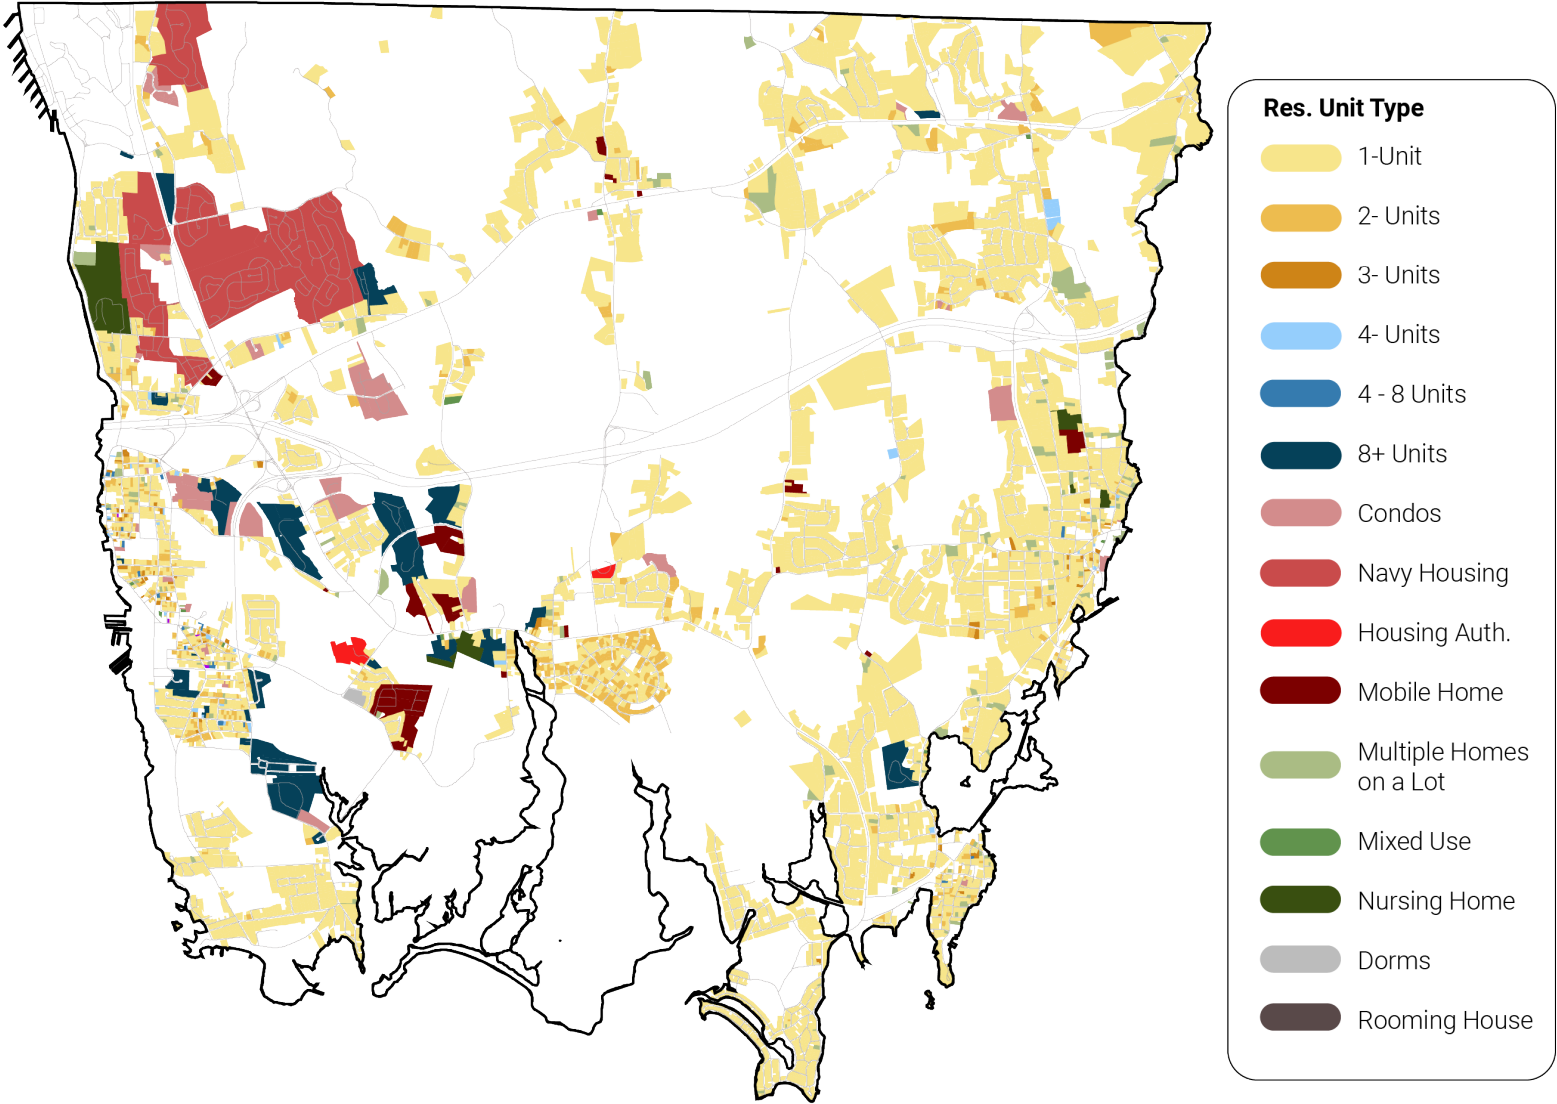 Res. Unit Type
1-Unit
2- Units
3- Units
4- Units
4 - 8 Units
8+ Units
Condos
Navy Housing
Housing Auth.
Mobile Home
Multiple Homes
on a Lot
Mixed Use
Nursing Home
Dorms
Rooming House